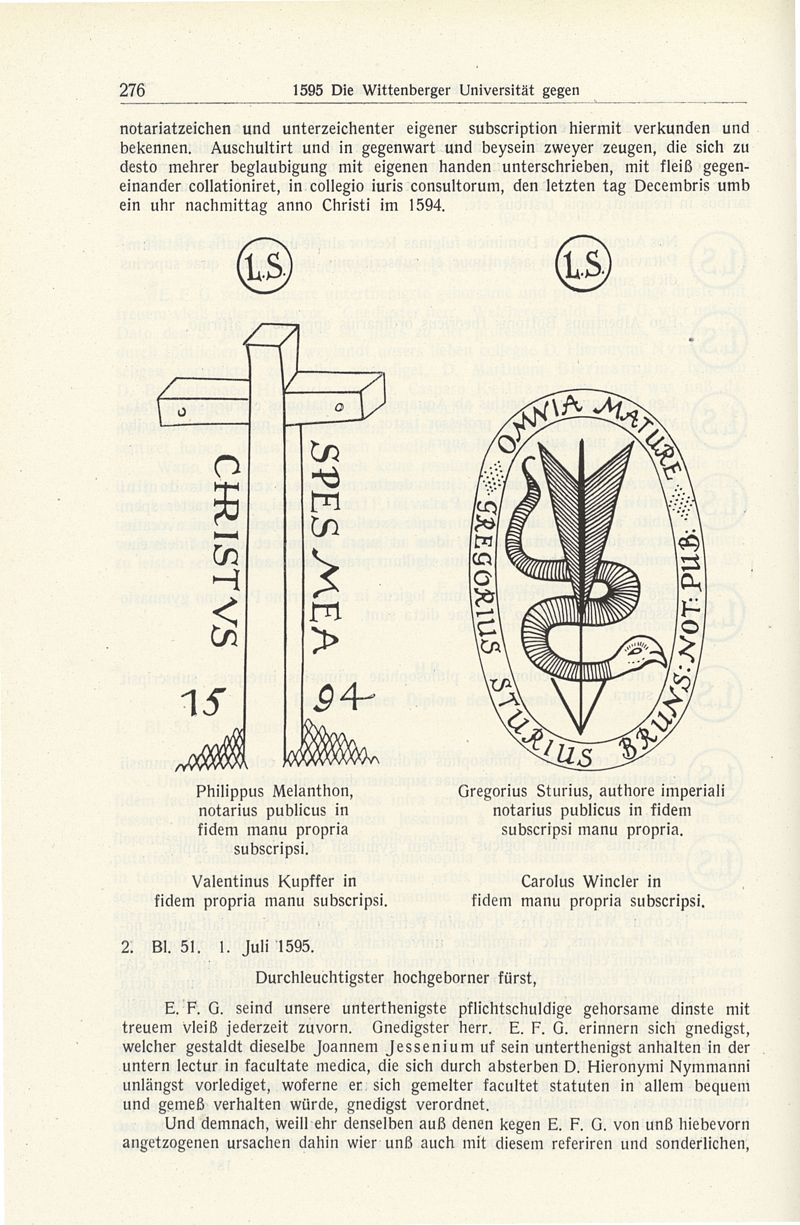 276 1595 Die Wittenberger Universität gegen
notariatzeichen und unterzeichenter eigener subscription hiermit verkunden und
bekennen. Auschultirt und in gegenwart und beysein zweyer zeugen, die sich zu
desto mehrer beglaubigung mit eigenen handen unterschrieben, mit fleiß gegen-
einander collationiret, in collegio iuris consultorum, den letzten tag Decembris umb
ein uhr nachmittag anno Christi im 1594.
L.S.
L.S.
CHRISTVS
SPES MEA
15 94
OMNIA MATURE
GREGORIUS STURIUS BRUNS: NOT: PUB:
Philippus Melanthon,
notarius publicus in
fidem manu propria
subscripsi.
Valentinus Kupffer in
fidem propria manu subscripsi.
Gregorius Sturius, authore imperiali
notarius publicus in fidem
subscripsi manu propria.
Carolus Wincler in
fidem manu propria subscripsi.
2. Bl. 51. 1. Juli 1595.
Durchleuchtigster hochgeborner fürst,
E. F. G. seind unsere unterthenigste pflichtschuldige gehorsame dinste mit
treuem vleiß jederzeit zuvorn. Gnedigster herr. E. F. G. erinnern sich gnedigst,
welcher gestaldt dieselbe Joannem Jessenium uf sein unterthenigst anhalten in der
untern lectur in facultate medica, die sich durch absterben D. Hieronymi Nymmanni
unlängst vorlediget, woferne er sich gemelter facultet statuten in allem bequem
und gemeß verhalten würde, gnedigst verordnet.
Und demnach, weill ehr denselben auß denen kegen E. F. G. von unß hiebevorn
angetzogenen ursachen dahin wier unß auch mit diesem referiren und sonderlichen,